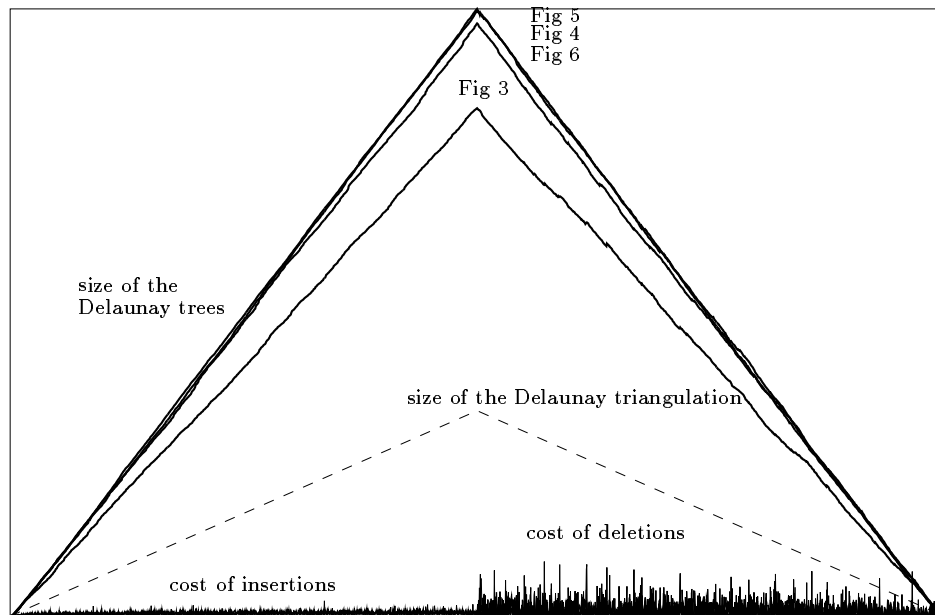 Fig 5
Fig 4
Fig 6
Fig 3
size of the
Delaunay trees
size of the Delaunay triangulation
cost of deletions
cost of insertions